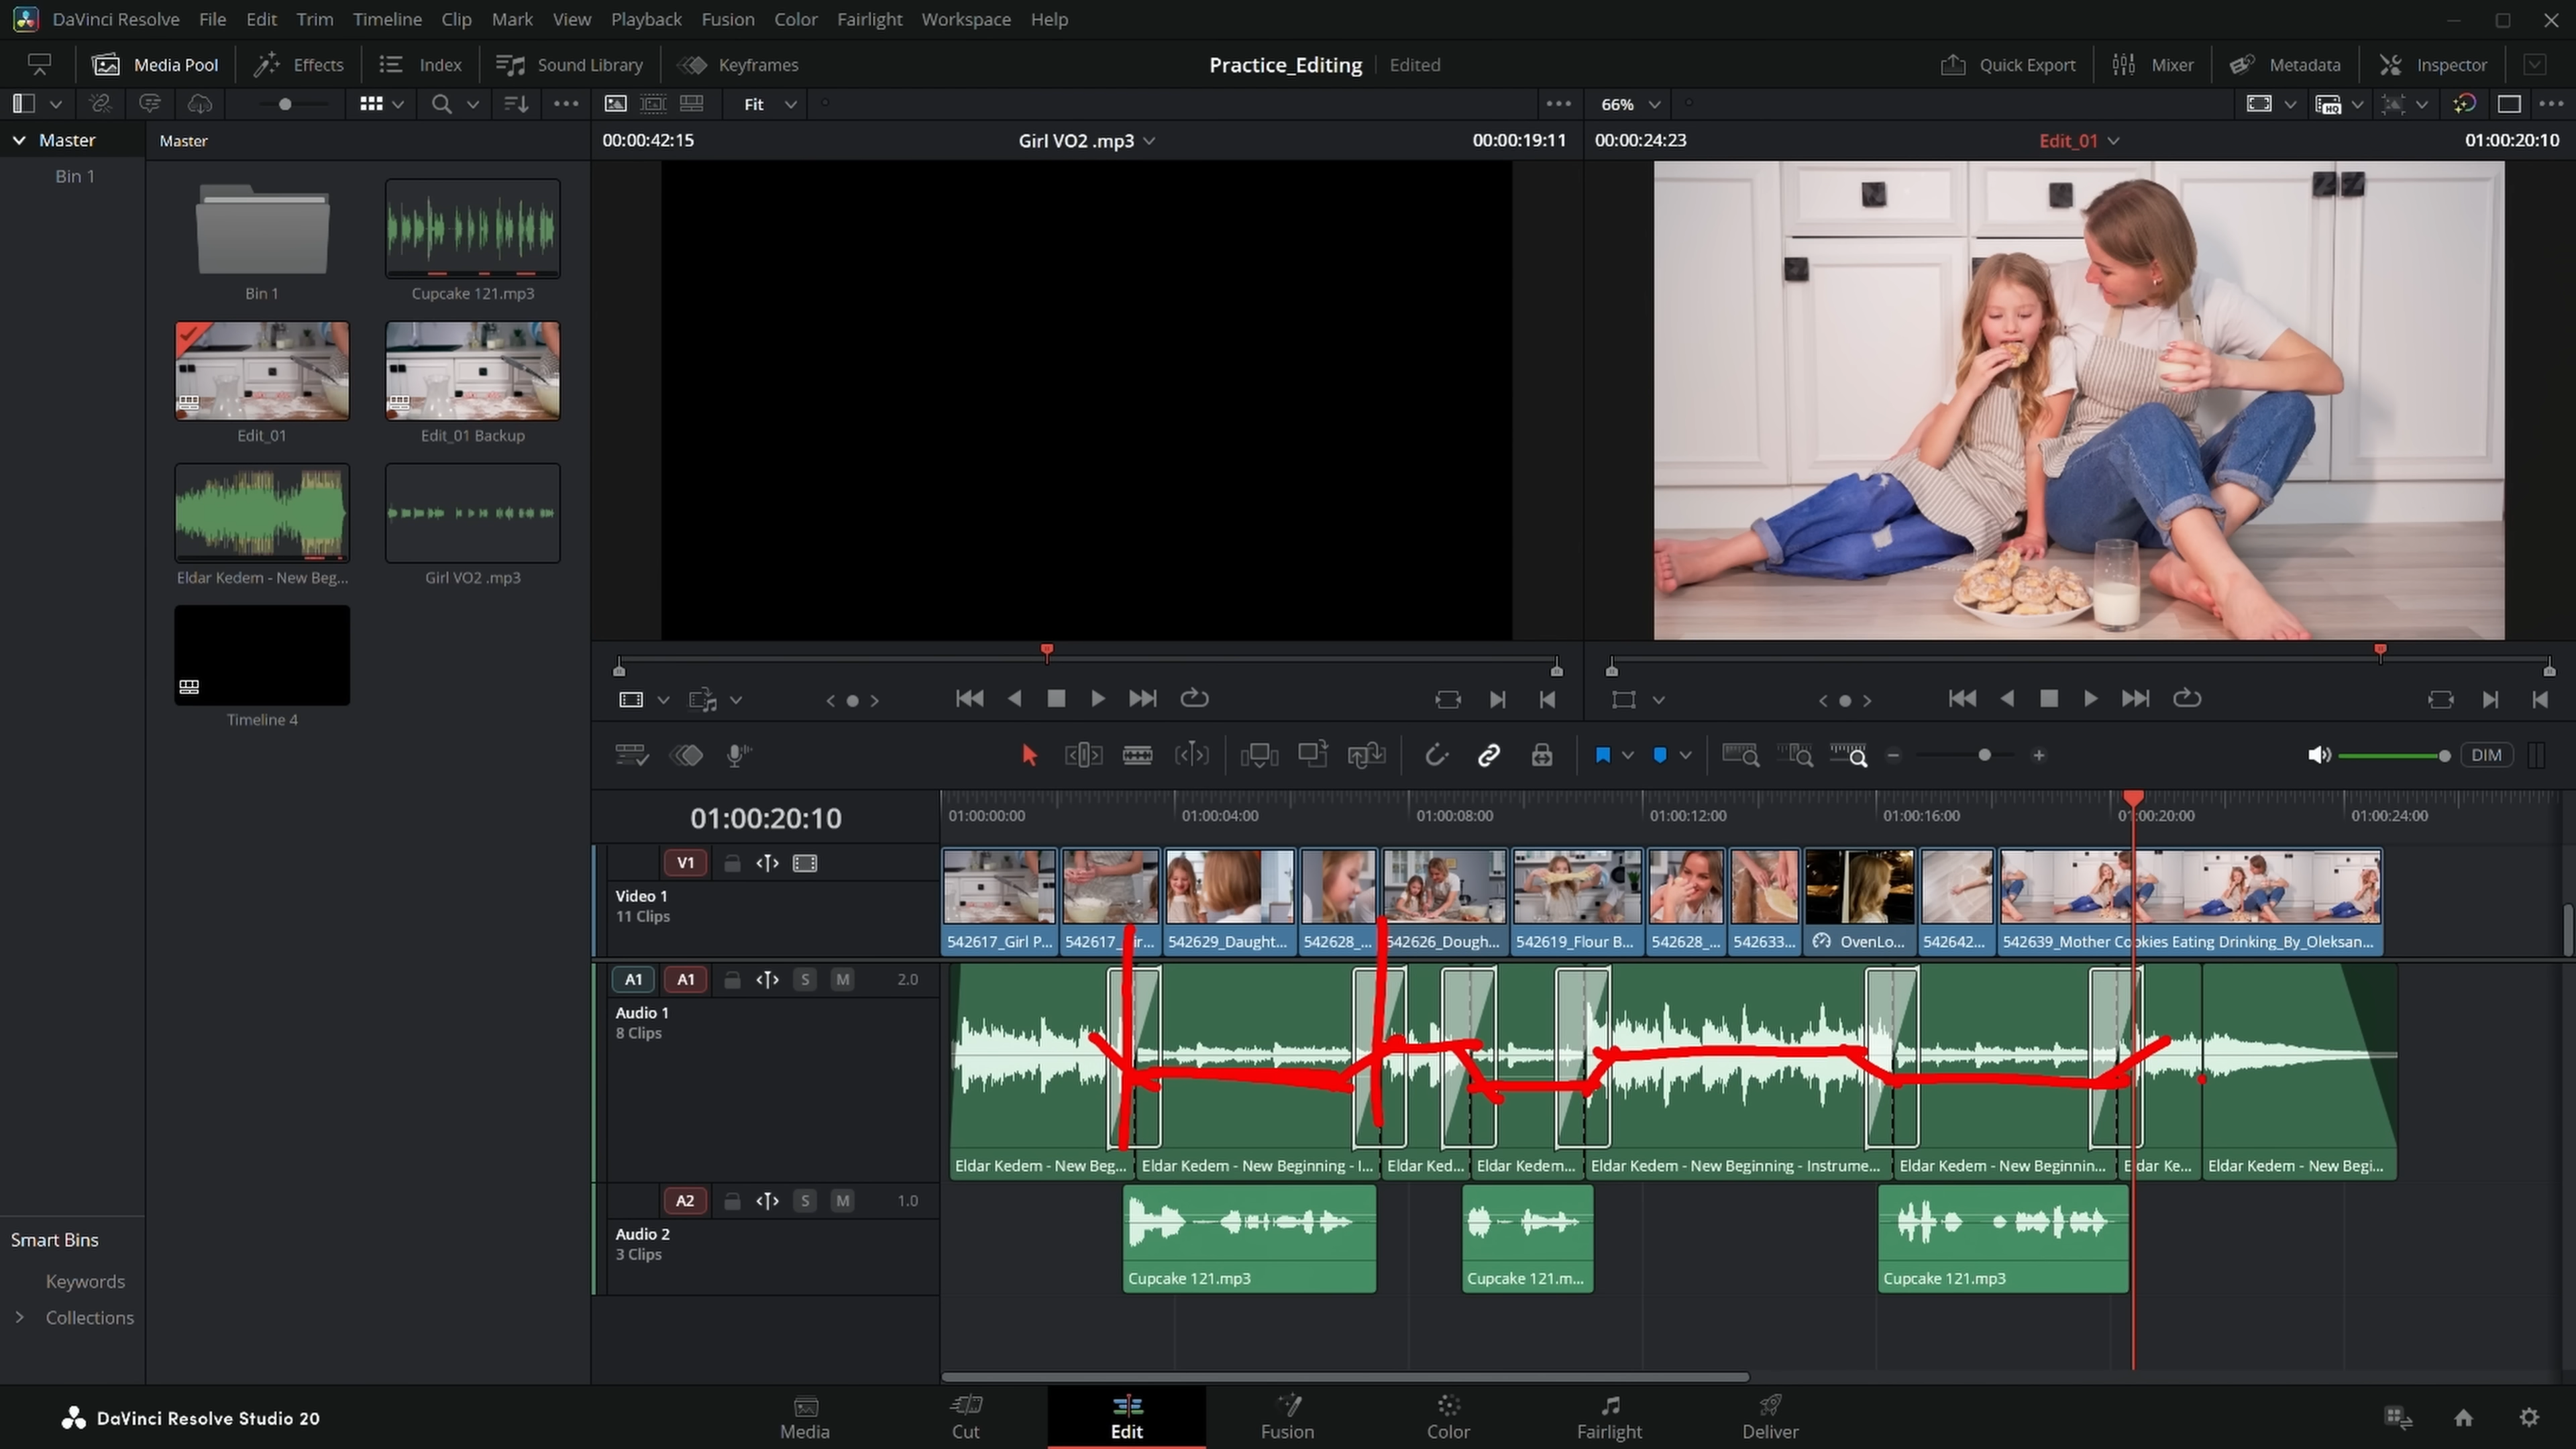 DaVinci Resolve File Edit Trim Timeline Clip Mark View Playback Fusion Color Fairlight Workspace Help
Media Pool Effects Index Sound Library Keyframes Practice_Editing Edited Quick Export Mixer Metadata Inspector
Fit 66%
Master Master 00:00:42:15 Girl VO2 .mp3 00:00:19:11 00:00:24:23 Edit_01 01:00:20:10
Bin 1
Bin 1 Cupcake 121.mp3
Edit_01 Edit_01 Backup
Eldar Kedem - New Beg... Girl VO2 .mp3
Timeline 4
DIM
01:00:20:10 01:00:00:00 01:00:04:00 01:00:08:00 01:00:12:00 01:00:16:00 01:00:20:00 01:00:24:00
V1
Video 1
11 Clips
542617_Girl P... 542629_Daught... 542628_... 542626_Dough... 542619_Flour B... 542628_... 542633... OvenLo... 542642... 542639_Mother Cookies Eating Drinking_By_Oleksan...
A1 A1 S M 2.0
Audio 1
8 Clips
Eldar Kedem - New Beg... Eldar Kedem - New Beginning - I... Eldar Ked... Eldar Kedem... Eldar Kedem - New Beginning - Instrume... Eldar Kedem - New Beginnin... Eldar Ke... Eldar Kedem - New Begi...
A2 S M 1.0
Audio 2
3 Clips
Cupcake 121.mp3 Cupcake 121.m... Cupcake 121.mp3
Smart Bins
Keywords
Collections
DaVinci Resolve Studio 20 Media Cut Edit Fusion Color Fairlight Deliver